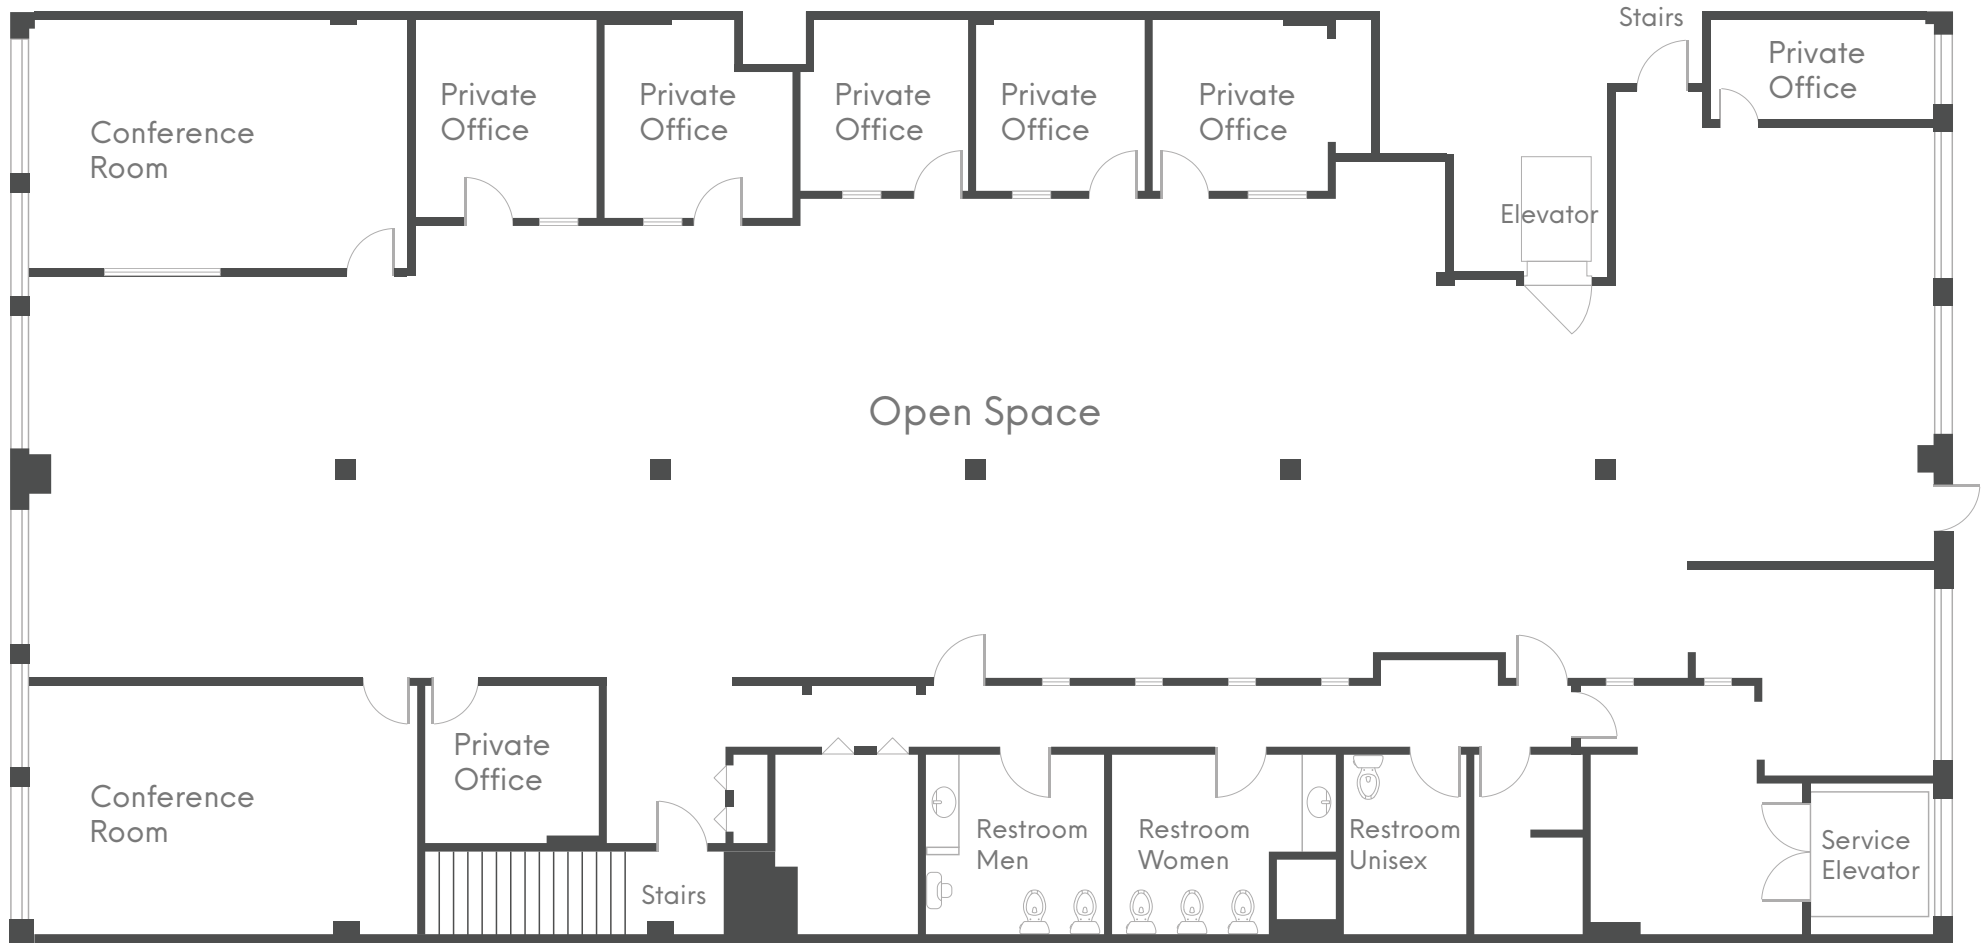 Stairs
Private
Office
Conference
Room
Private
Office
Private
Office
Private
Office
Private
Office
Private
Office
Elevator
Open Space
Private
Office
Conference
Room
Stairs
Restroom
Men
Restroom
Women
Restroom
Unisex
Service
Elevator